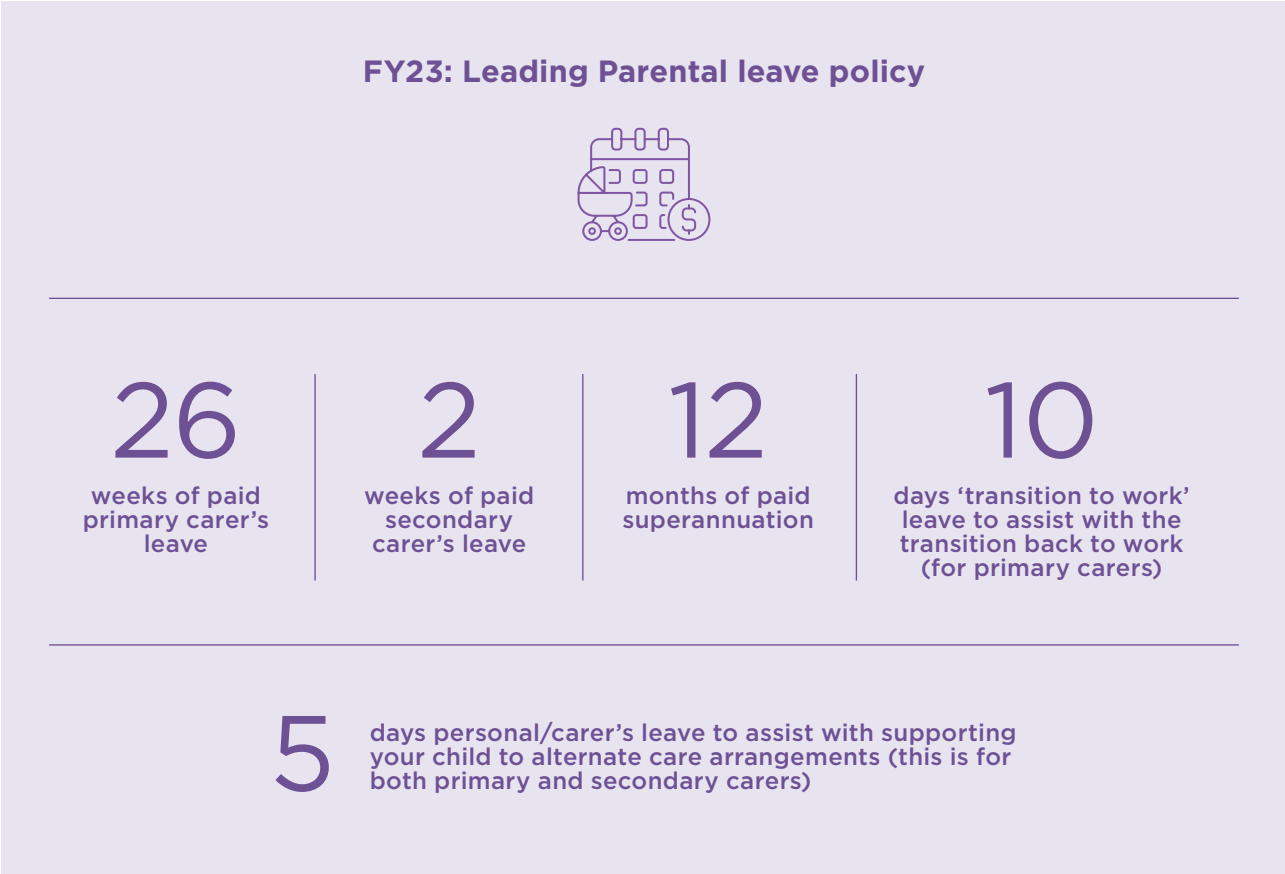 FY23: Leading Parental leave policy
$
26
weeks of paid
primary carer’s
leave
2
weeks of paid
secondary
carer’s leave
12
months of paid
superannuation
10
days ‘transition to work’
leave to assist with the
transition back to work
(for primary carers)
5
days personal/carer’s leave to assist with supporting
your child to alternate care arrangements (this is for
both primary and secondary carers)